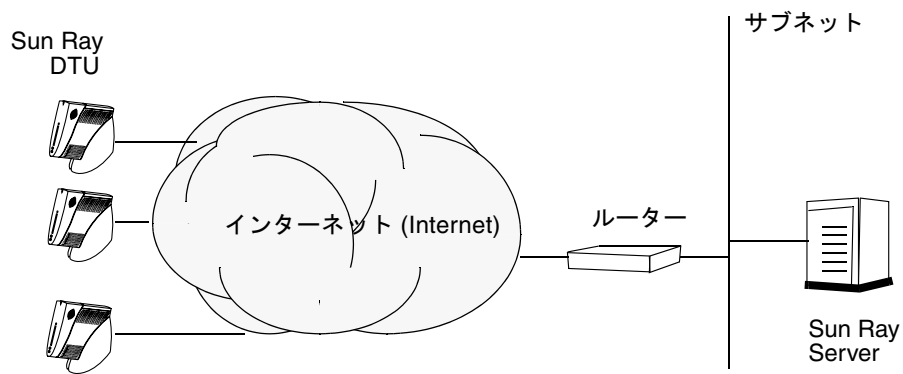 サブネット
Sun Ray
DTU
インターネット (Internet)
ルーター
Sun Ray
Server